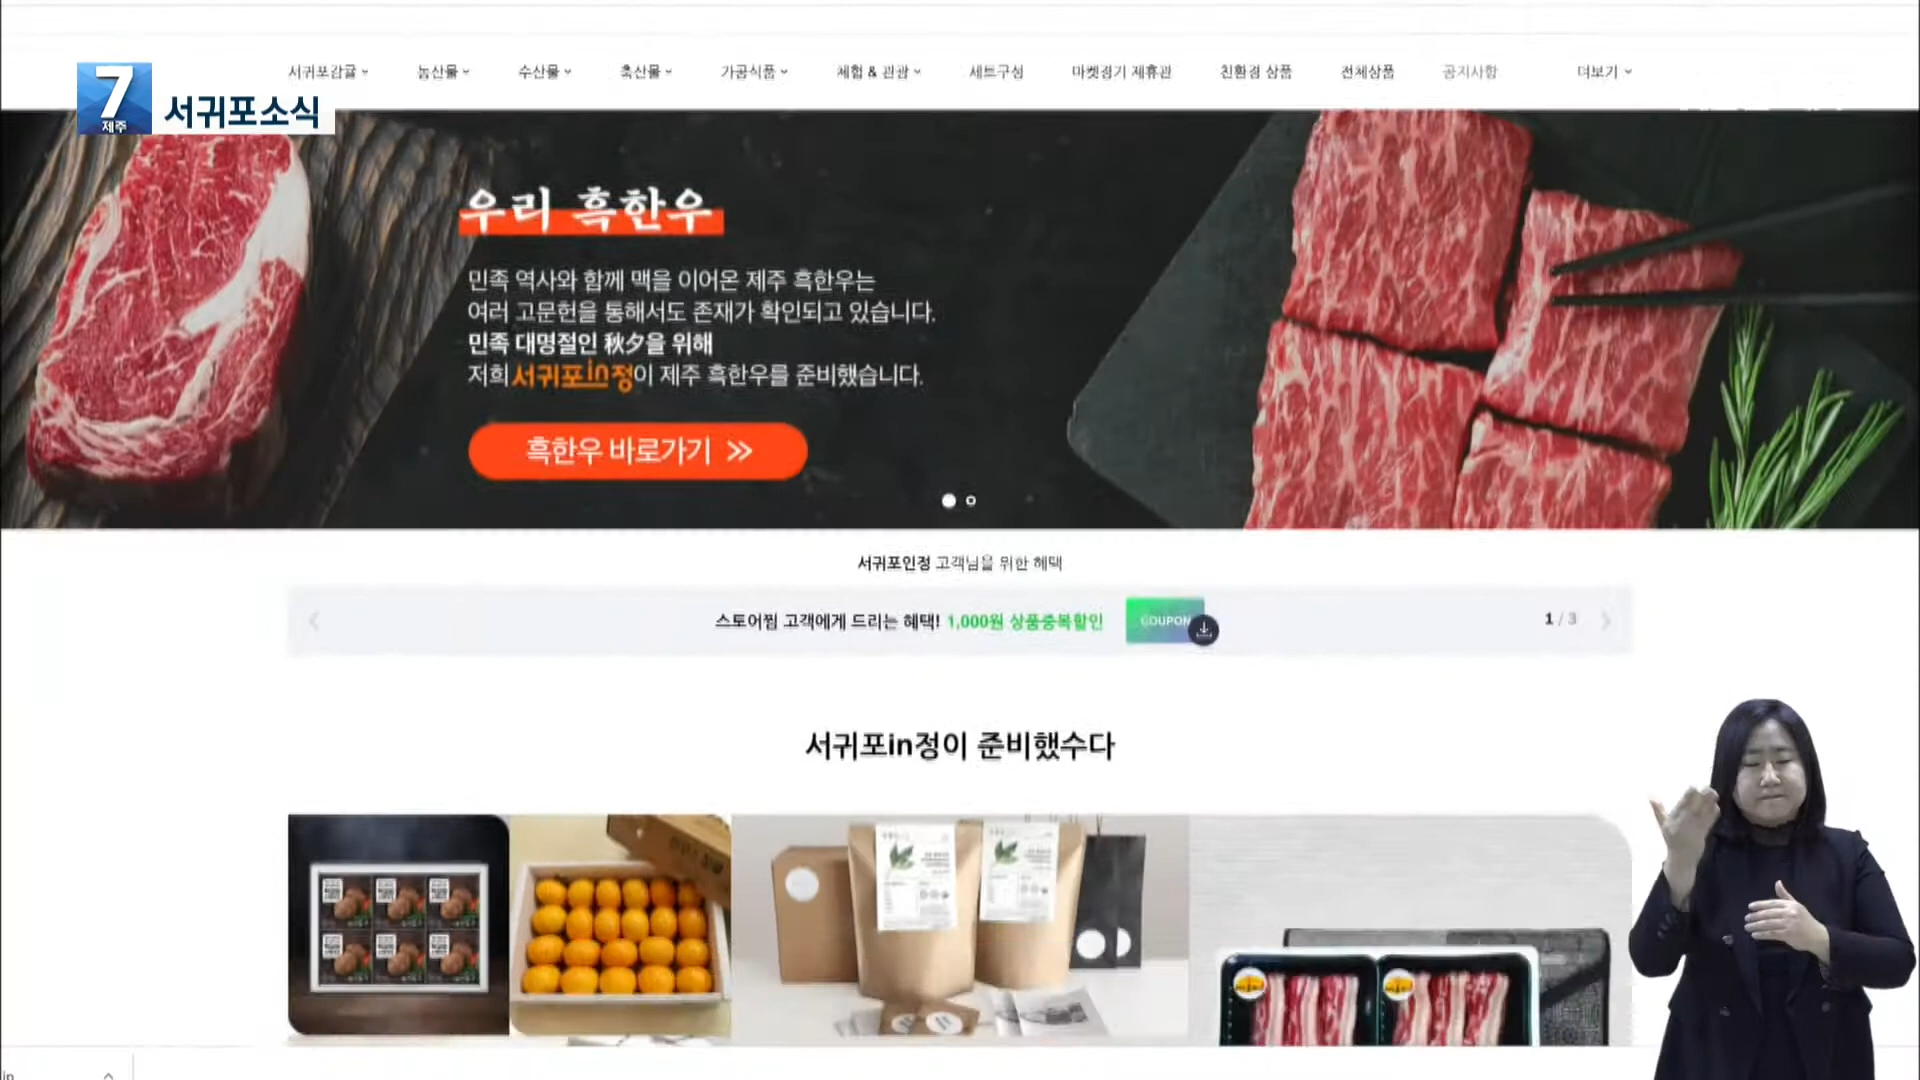 서귀포감귤
농산물
수산물
축산물
가공식품
체험 & 관광
세트구성
마켓경기 제휴관
친환경 상품
전체상품
공지사항
더보기
7
제주
서귀포소식
우리 흑한우
민족 역사와 함께 맥을 이어온 제주 흑한우는
여러 고문헌을 통해서도 존재가 확인되고 있습니다.
민족 대명절인 秋夕을 위해
저희 서귀포in정이 제주 흑한우를 준비했습니다.
흑한우 바로가기 >>
서귀포인정 고객님을 위한 혜택
스토어찜 고객에게 드리는 혜택! 1,000원 상품중복할인
COUPON
1 / 3
서귀포in정이 준비했수다
in